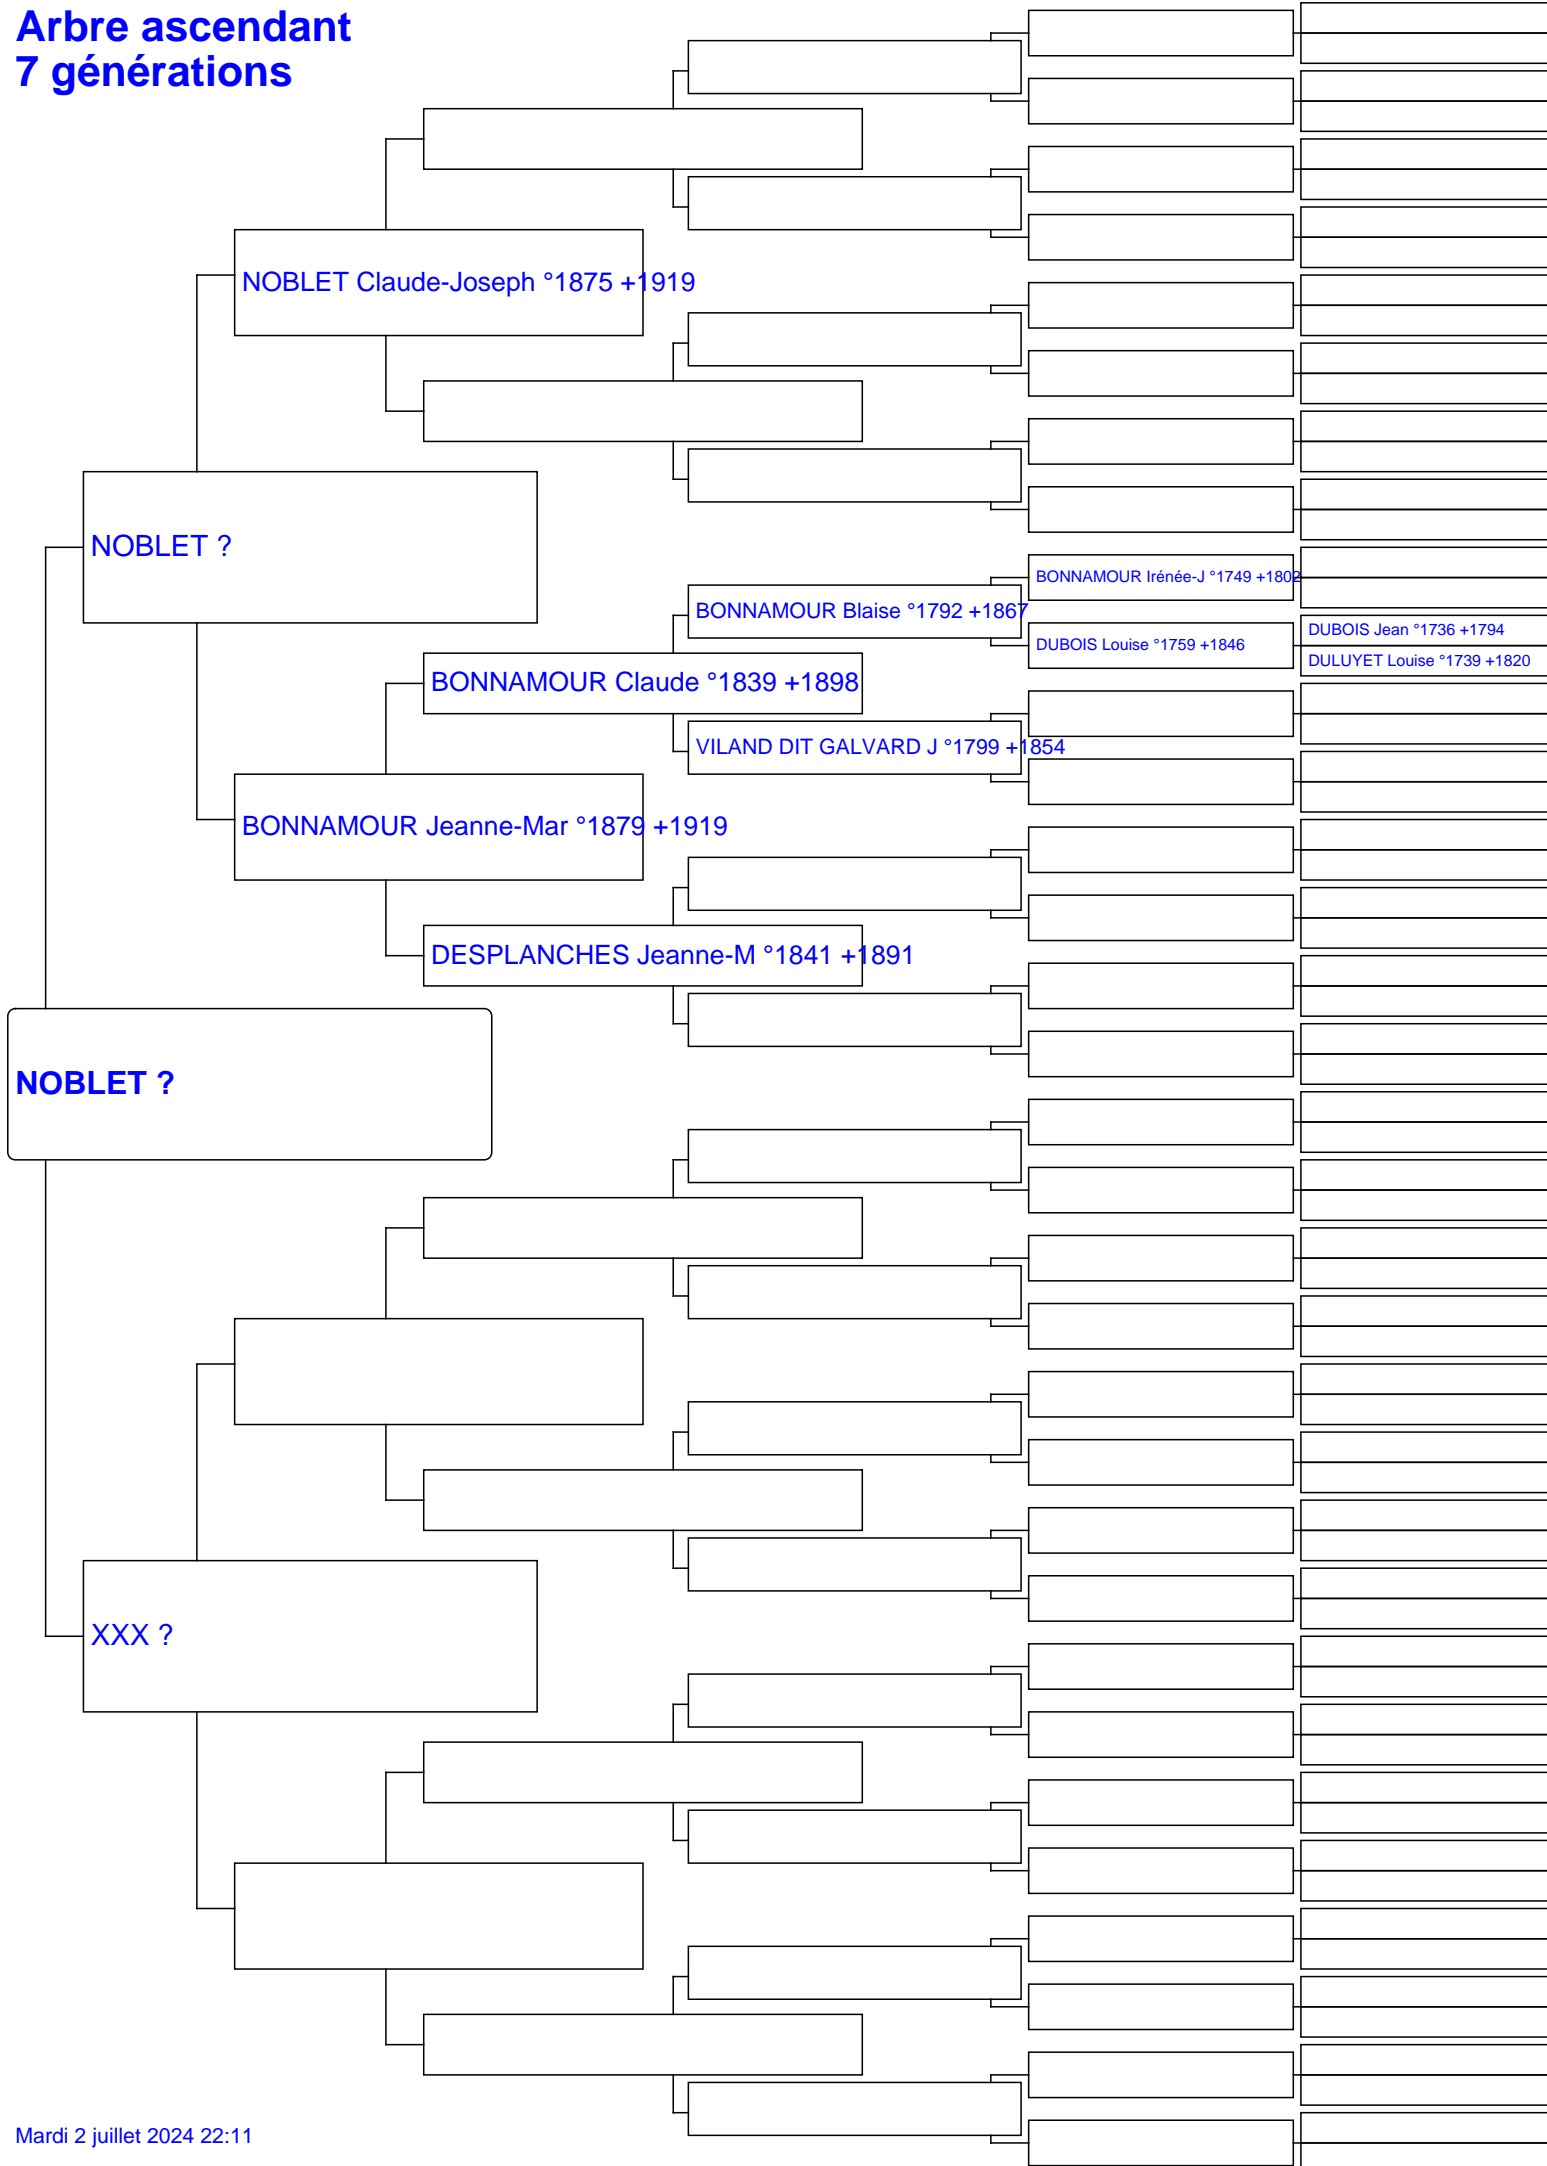 Arbre ascendant
7 générations
NOBLET Claude-Joseph °1875 +1919
NOBLET ?
BONNAMOUR Irénée-J °1749 +1802
BONNAMOUR Blaise °1792 +1867
DUBOIS Jean °1736 +1794
DUBOIS Louise °1759 +1846
DULUYET Louise °1739 +1820
BONNAMOUR Claude °1839 +1898
VILAND DIT GALVARD J °1799 +1854
BONNAMOUR Jeanne-Mar °1879 +1919
DESPLANCHES Jeanne-M °1841 +1891
NOBLET ?
XXX ?
Mardi 2 juillet 2024 22:11